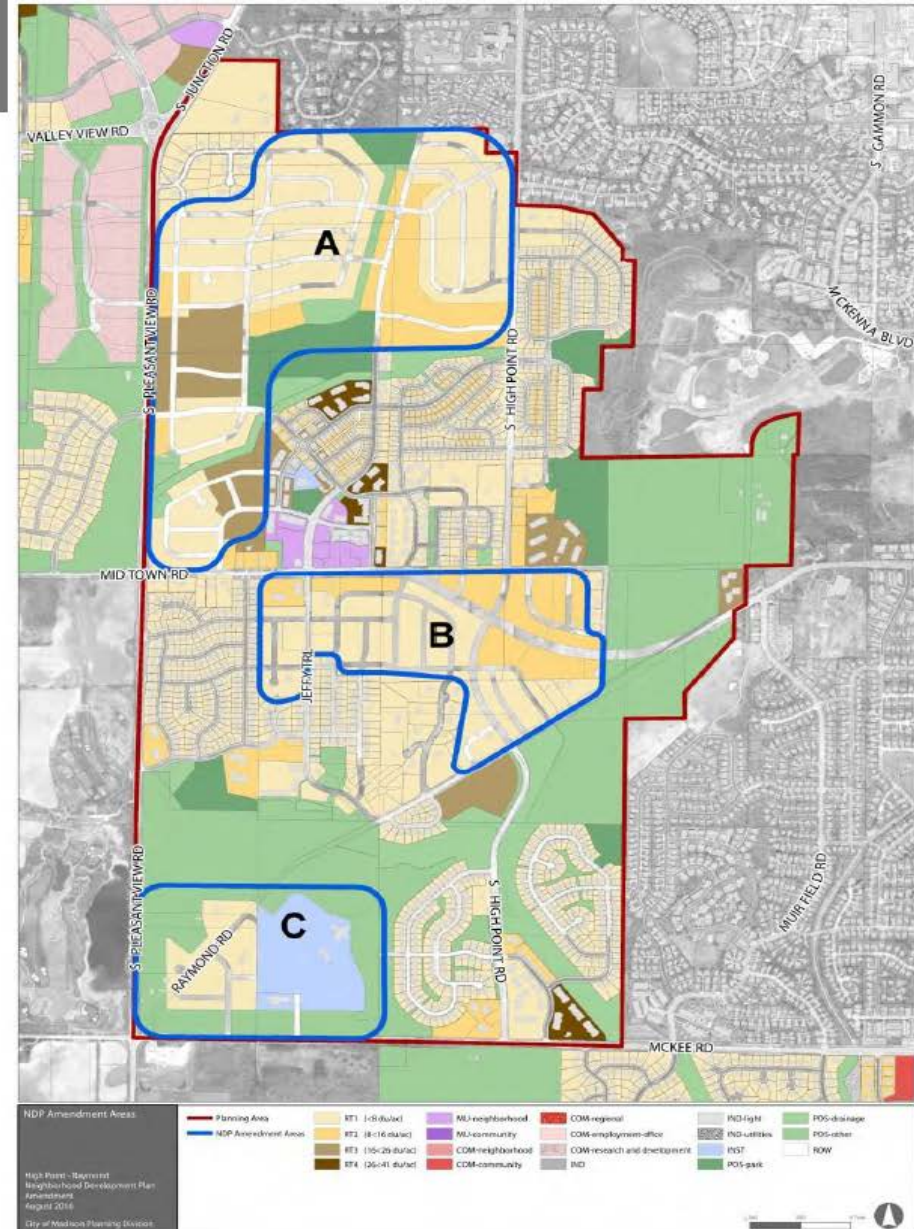 S JUNCTION RD
VALLEY VIEW RD
S GAMMON RD
A
MCKENNA BLVD
S PLEASANT VIEW RD
S HIGH POINT RD
MID TOWN RD
B
JEFFY TRL
S PLEASANT VIEW RD
MUIR FIELD RD
S HIGH POINT RD
C
RAYMOND RD
MCKEE RD
NDP Amendment Areas
High Point - Raymond
Neighborhood Development Plan
Amendment
August 2016
City of Madison Planning Division
Planning Area
NDP Amendment Areas
RT1 (<8 du/ac)
RT2 (8<16 du/ac)
RT3 (16<26 du/ac)
RT4 (26<41 du/ac)
MU-neighborhood
MU-community
COM-neighborhood
COM-community
COM-regional
COM-employment-office
COM-research and development
IND
IND-light
IND-utilities
INST
POS-park
POS-drainage
POS-other
ROW